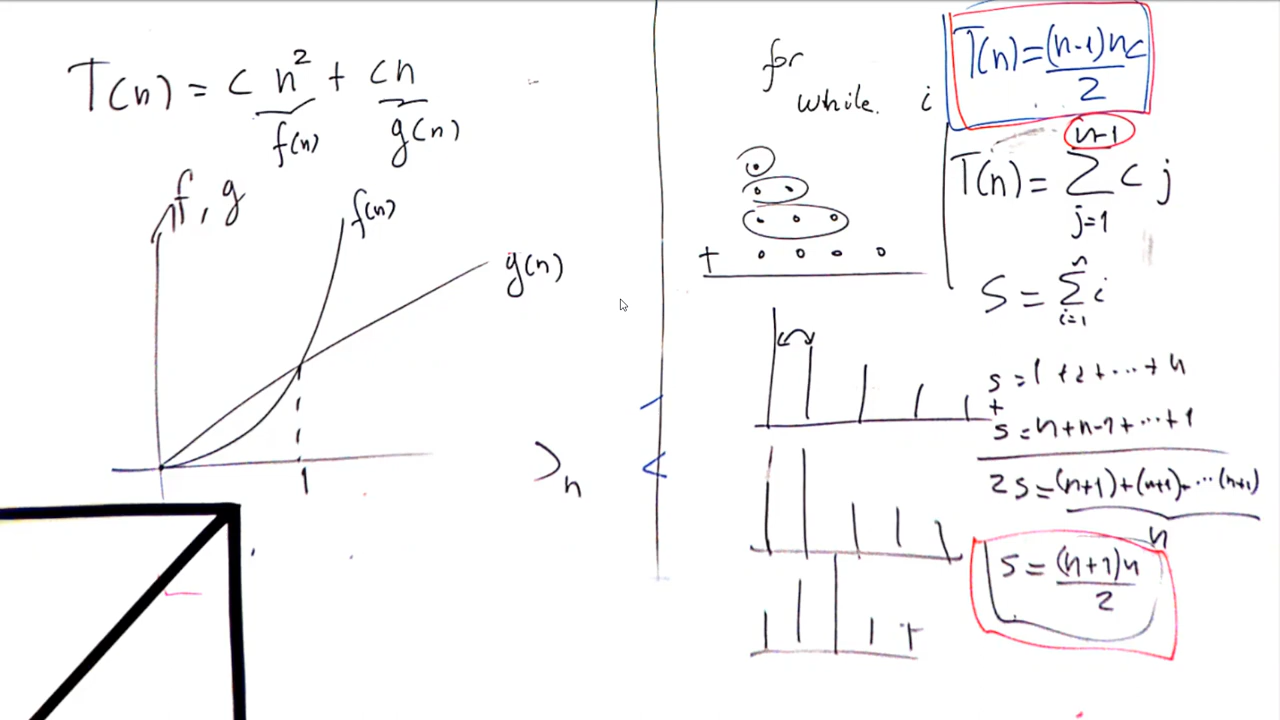 T(n) = c n² + cn
f(n) g(n)
f, g
f(n)
g(n)
1
n
for
while. i
+
T(n)=(n-1)nc/2
n-1
T(n)= ∑ c j
j=1
n
S = ∑ i
i=1
S =1+2+...+n
+
S =n+n-1+...+1
2S=(n+1)+(n+1)+...(n+1)
n
S = (n+1)n/2